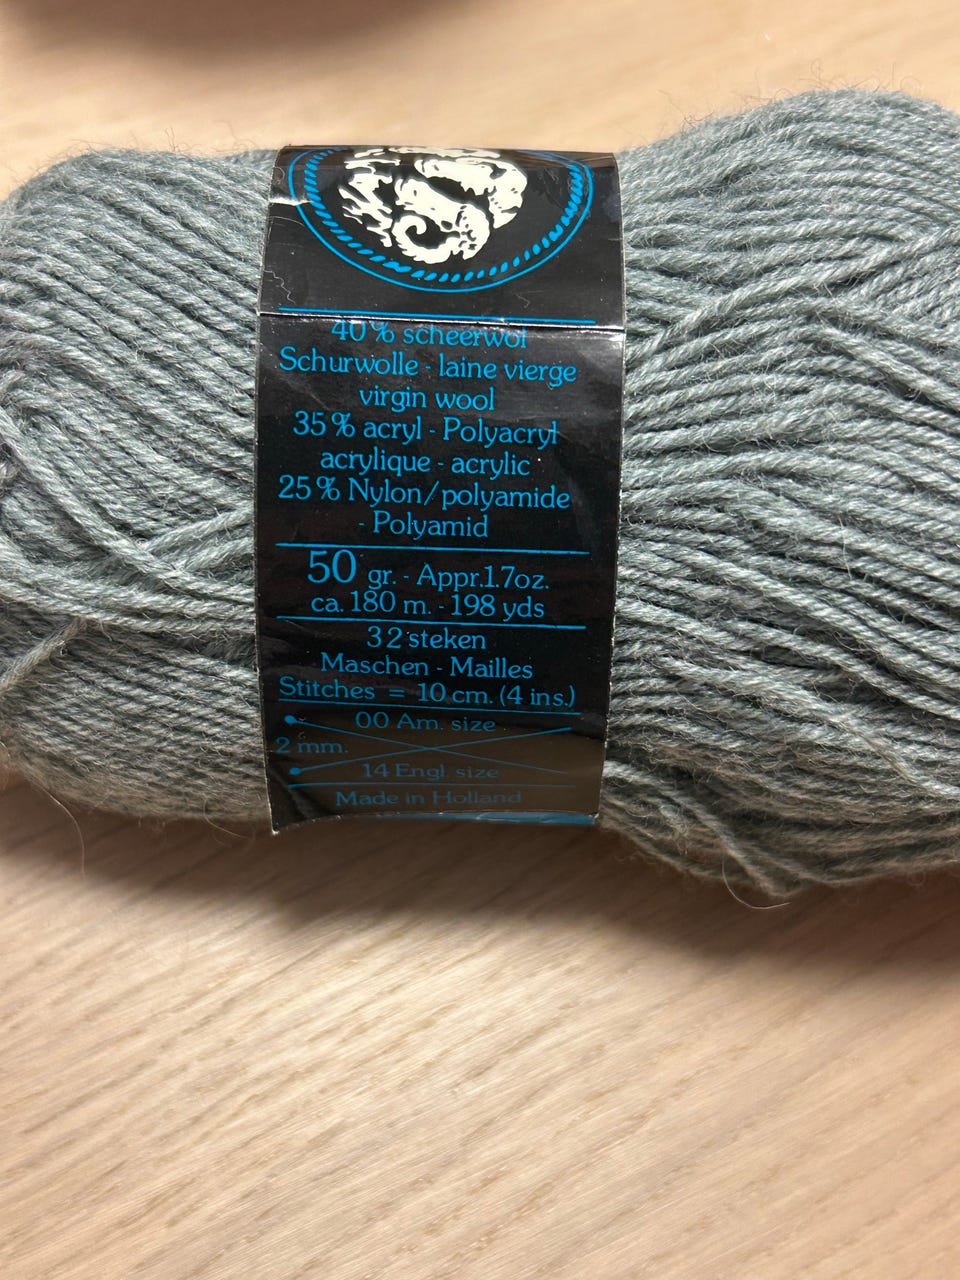 40% scheerwol
Schurwolle - laine vierge
virgin wool
35% acryl - Polyacryl
acrylique - acrylic
25% Nylon/polyamide
- Polyamid
50 gr. - Appr.1.7oz.
ca. 180 m. - 198 yds
32 steken
Maschen - Mailles
Stitches = 10 cm. (4 ins.)
00 Am. size
2 mm.
14 Engl. size
Made in Holland